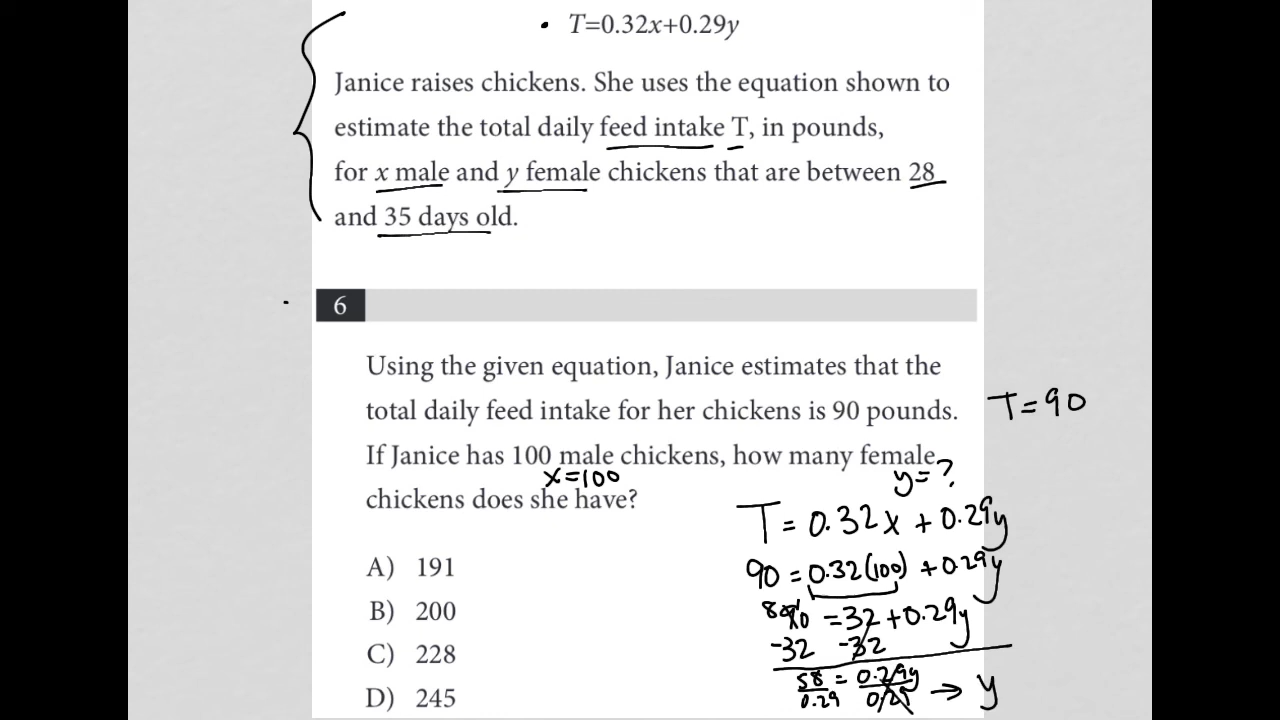 • T=0.32x+0.29y
Janice raises chickens. She uses the equation shown to
estimate the total daily feed intake T, in pounds,
for x male and y female chickens that are between 28
and 35 days old.
6
Using the given equation, Janice estimates that the
total daily feed intake for her chickens is 90 pounds.
T=90
If Janice has 100 male chickens, how many female
x=100
y=?
chickens does she have?
T = 0.32x + 0.29y
90 = 0.32(100) + 0.29y
90 = 32 + 0.29y
-32 -32
58/0.29 = 0.29y/0.29 → y
A) 191
B) 200
C) 228
D) 245